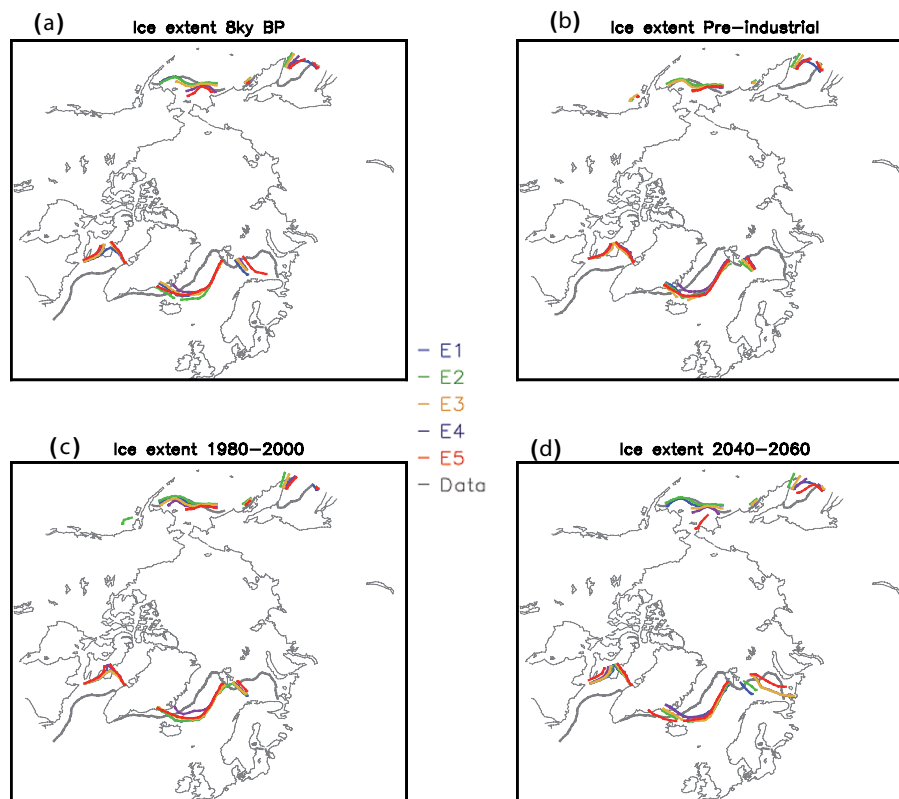 (a)
Ice extent 8ky BP
(b)
Ice extent Pre-industrial
E1
E2
E3
E4
E5
Data
(c)
Ice extent 1980-2000
(d)
Ice extent 2040-2060